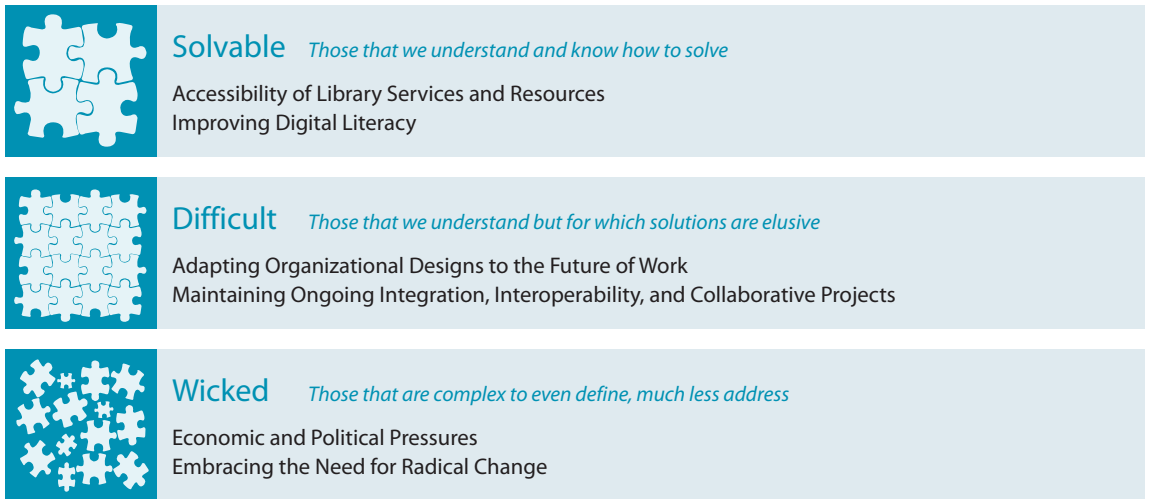 Solvable Those that we understand and know how to solve
Accessibility of Library Services and Resources
Improving Digital Literacy
Difficult Those that we understand but for which solutions are elusive
Adapting Organizational Designs to the Future of Work
Maintaining Ongoing Integration, Interoperability, and Collaborative Projects
Wicked Those that are complex to even define, much less address
Economic and Political Pressures
Embracing the Need for Radical Change